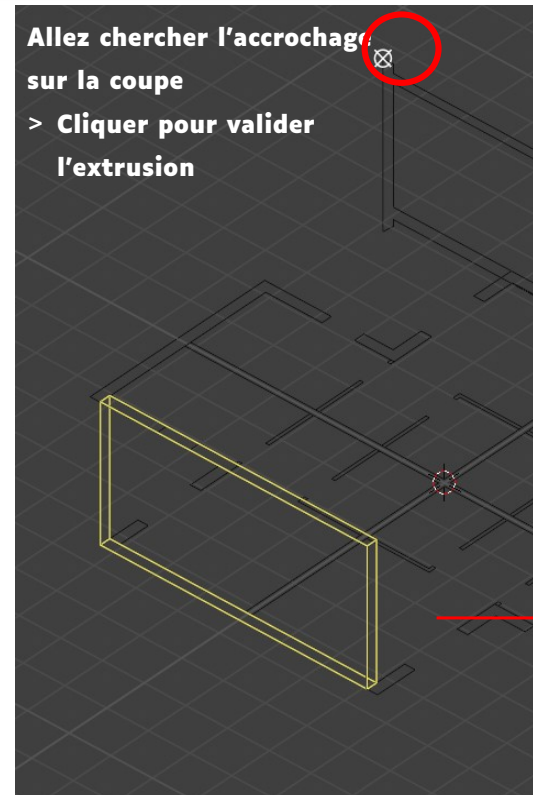 Allez chercher l'accrochage
sur la coupe
> Cliquer pour valider
l'extrusion